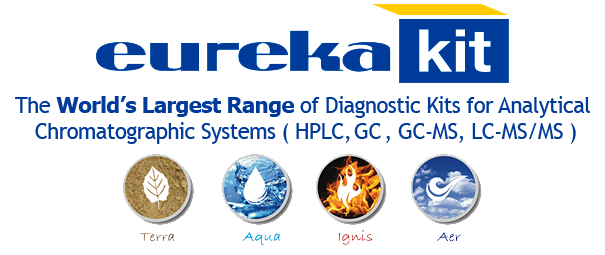 eureka kit
The World's Largest Range of Diagnostic Kits for Analytical
Chromatographic Systems ( HPLC, GC , GC-MS, LC-MS/MS )
Terra Aqua Ignis Aer